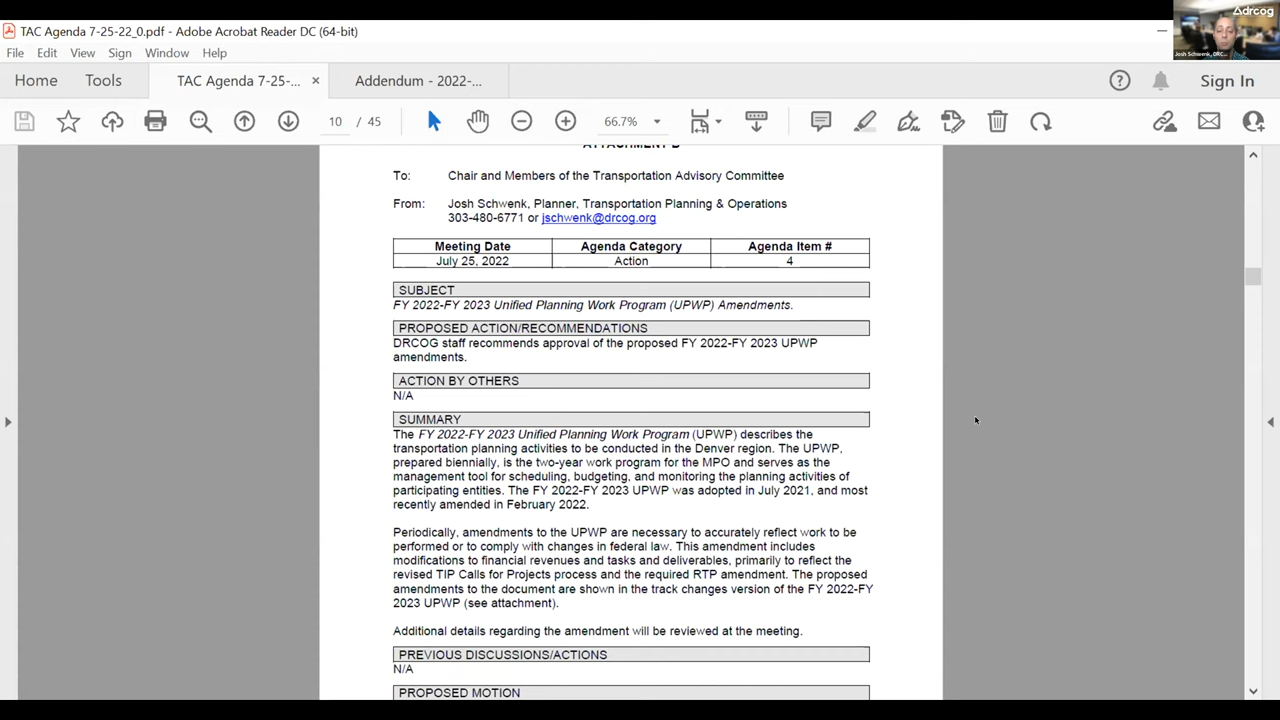 TAC Agenda 7-25-22_0.pdf - Adobe Acrobat Reader DC (64-bit)
drcog
Josh Schwenk, DRC...
File Edit View Sign Window Help
Home Tools TAC Agenda 7-25-... × Addendum - 2022-... Sign In
10 / 45 66.7%
ATTACHMENT B
To: Chair and Members of the Transportation Advisory Committee
From: Josh Schwenk, Planner, Transportation Planning & Operations
303-480-6771 or jschwenk@drcog.org
Meeting Date Agenda Category Agenda Item #
July 25, 2022 Action 4
SUBJECT
FY 2022-FY 2023 Unified Planning Work Program (UPWP) Amendments.
PROPOSED ACTION/RECOMMENDATIONS
DRCOG staff recommends approval of the proposed FY 2022-FY 2023 UPWP
amendments.
ACTION BY OTHERS
N/A
SUMMARY
The FY 2022-FY 2023 Unified Planning Work Program (UPWP) describes the
transportation planning activities to be conducted in the Denver region. The UPWP,
prepared biennially, is the two-year work program for the MPO and serves as the
management tool for scheduling, budgeting, and monitoring the planning activities of
participating entities. The FY 2022-FY 2023 UPWP was adopted in July 2021, and most
recently amended in February 2022.
Periodically, amendments to the UPWP are necessary to accurately reflect work to be
performed or to comply with changes in federal law. This amendment includes
modifications to financial revenues and tasks and deliverables, primarily to reflect the
revised TIP Calls for Projects process and the required RTP amendment. The proposed
amendments to the document are shown in the track changes version of the FY 2022-FY
2023 UPWP (see attachment).
Additional details regarding the amendment will be reviewed at the meeting.
PREVIOUS DISCUSSIONS/ACTIONS
N/A
PROPOSED MOTION